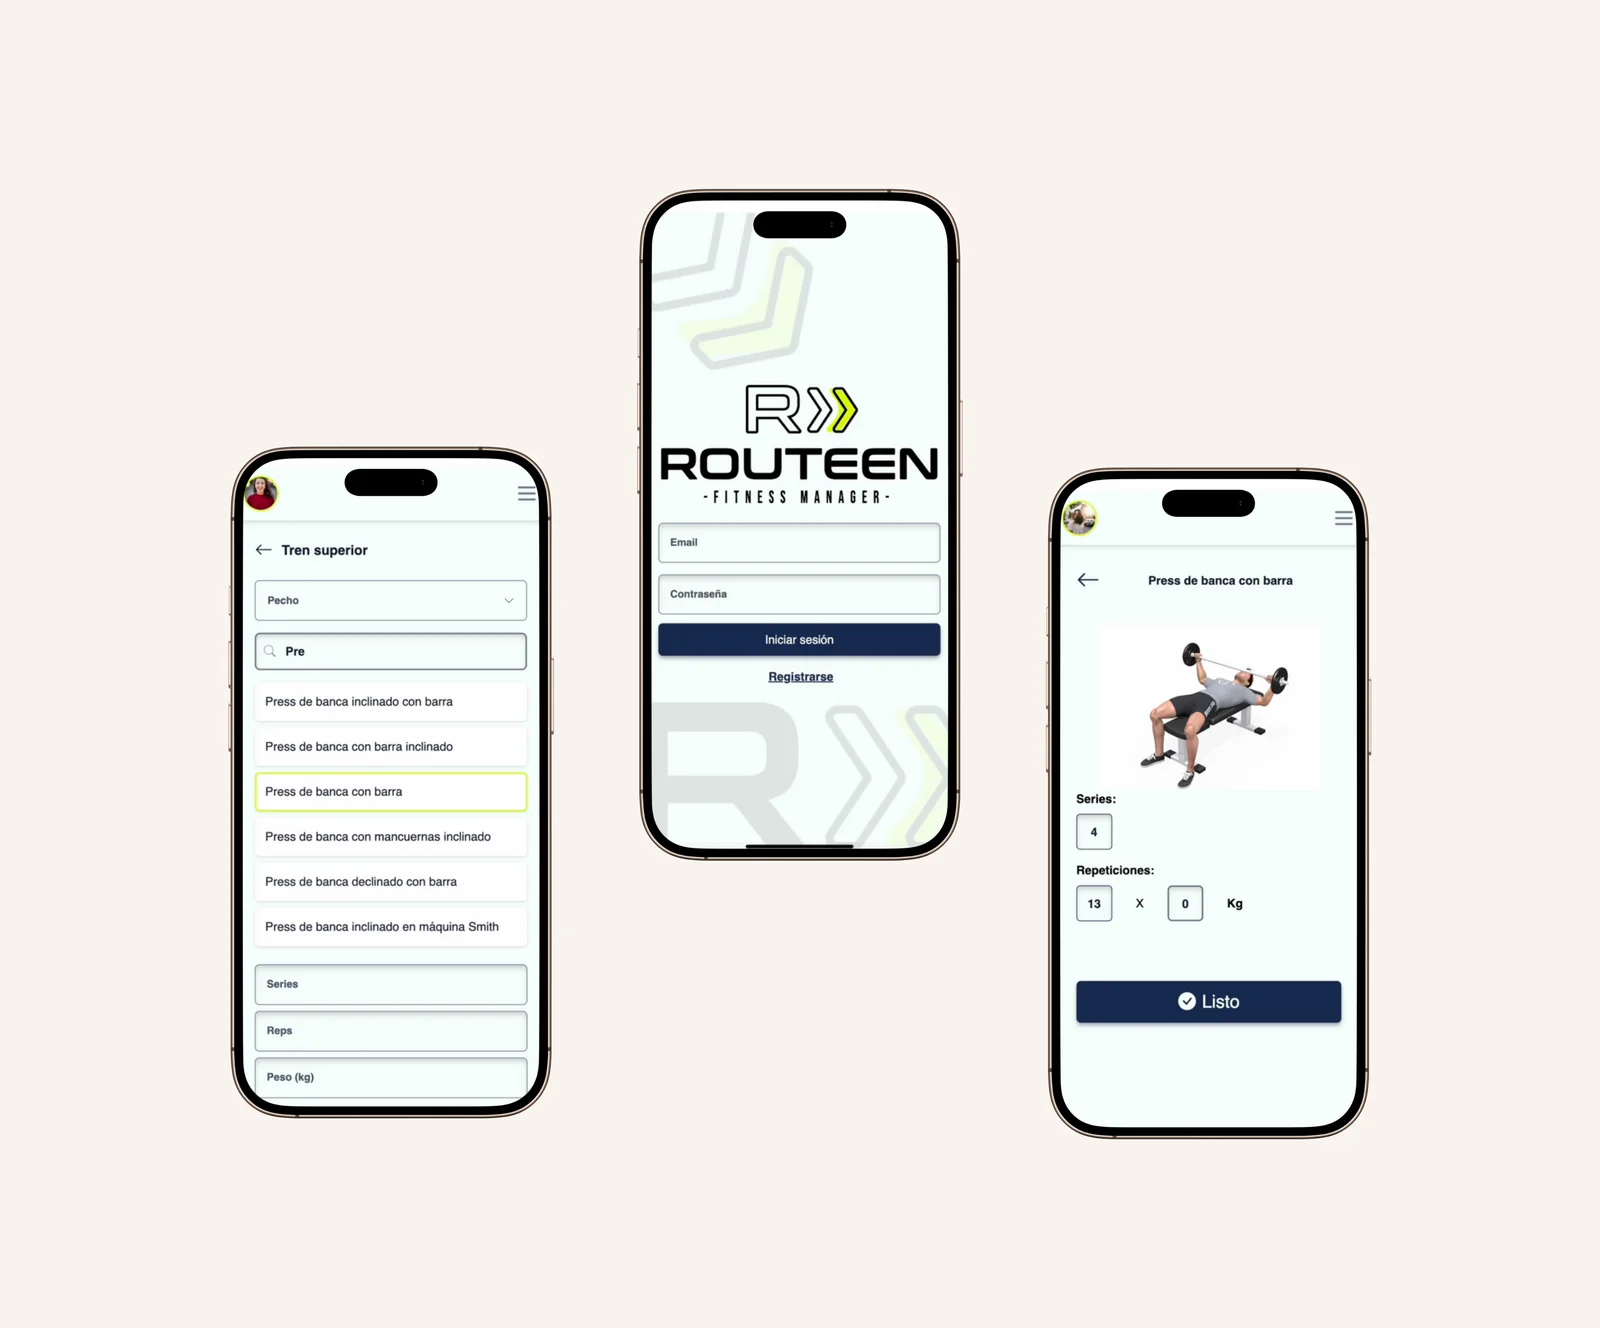 Tren superior
Pecho
Pre
Press de banca inclinado con barra
Press de banca con barra inclinado
Press de banca con barra
Press de banca con mancuernas inclinado
Press de banca declinado con barra
Press de banca inclinado en máquina Smith
Series
Reps
Peso (kg)
R
ROUTEEN
-FITNESS MANAGER-
Email
Contraseña
Iniciar sesión
Registrarse
R
Press de banca con barra
Series:
4
Repeticiones:
13 X 0 Kg
Listo